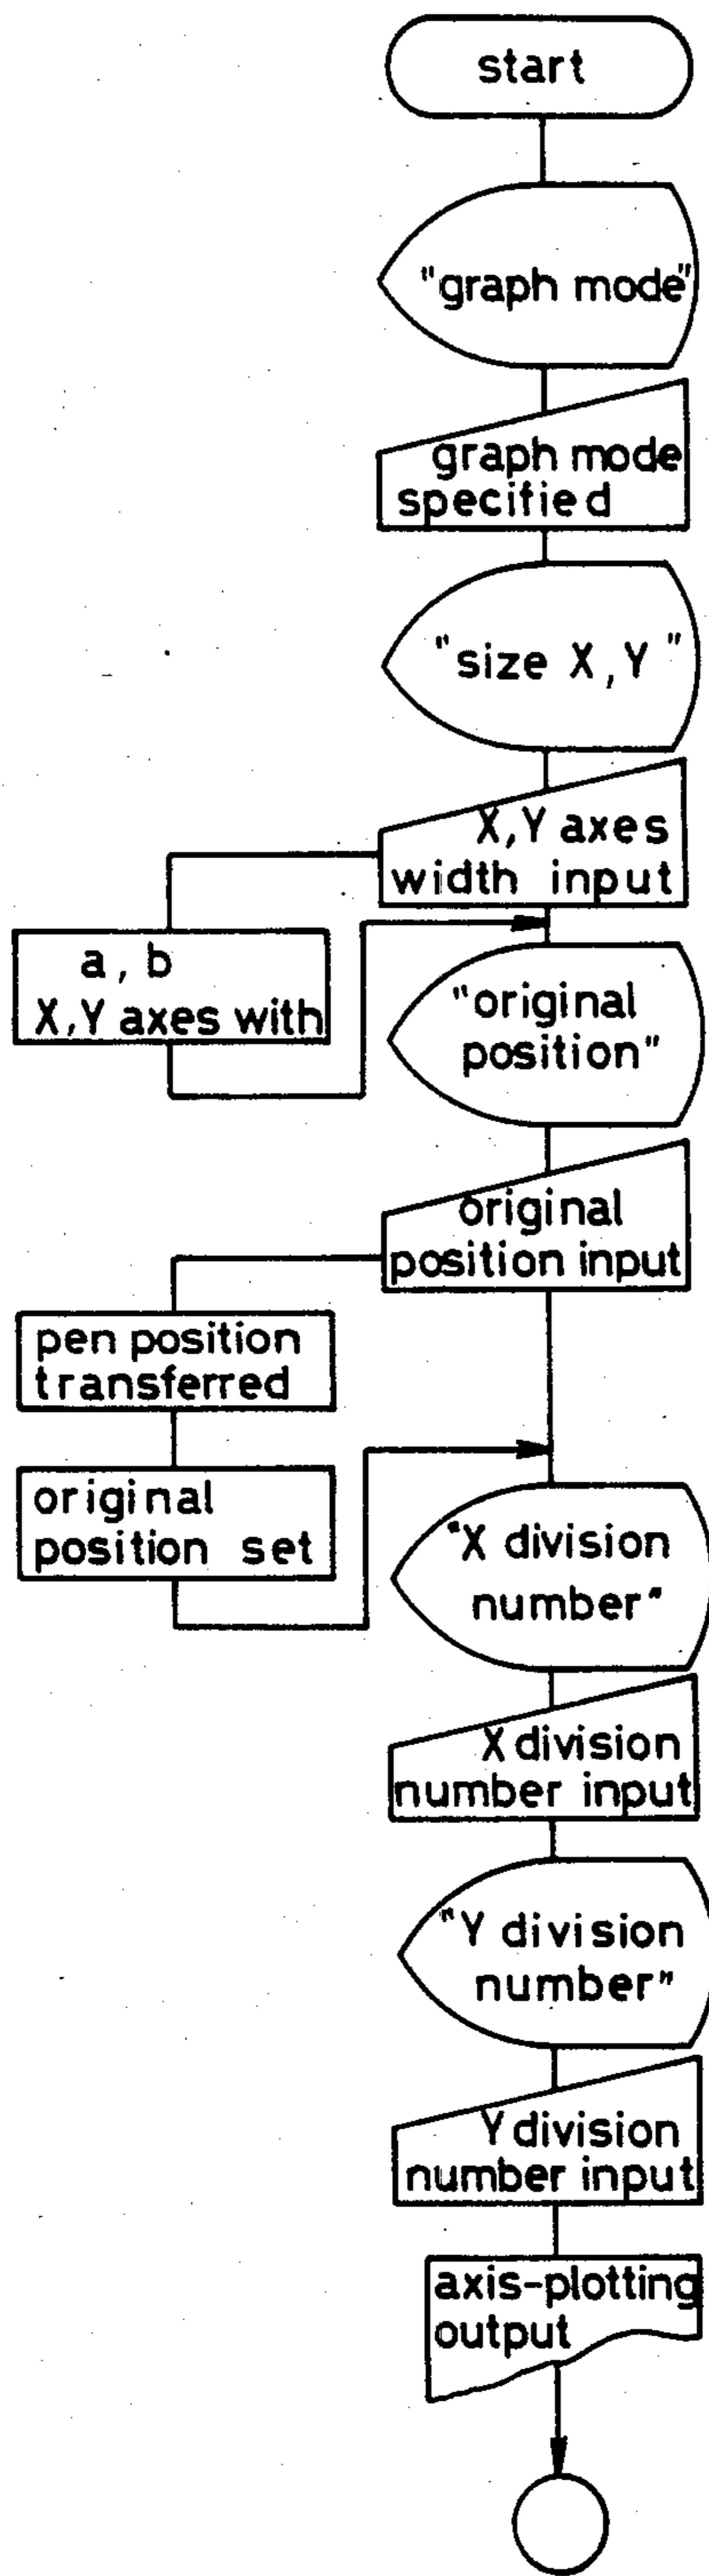 start
"graph mode"
graph mode
specified
"size X, Y "
X, Y axes
width input
a, b
X, Y axes with
"original
position"
original
position input
pen position
transferred
original
position set
"X division
number"
X division
number input
"Y division
number"
Y division
number input
axis-plotting
output